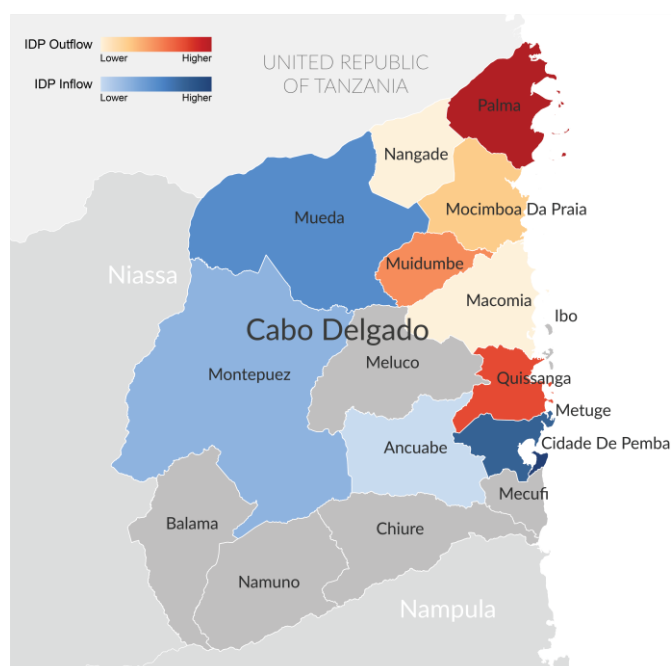 IDP Outflow
Lower Higher
IDP Inflow
Lower Higher
UNITED REPUBLIC
OF TANZANIA
Palma
Nangade
Mueda
Mocimboa Da Praia
Muidumbe
Niassa
Macomia
Ibo
Cabo Delgado
Meluco
Montepuez
Quissanga
Metuge
Cidade De Pemba
Ancuabe
Mecufi
Balama
Chiure
Namuno
Nampula